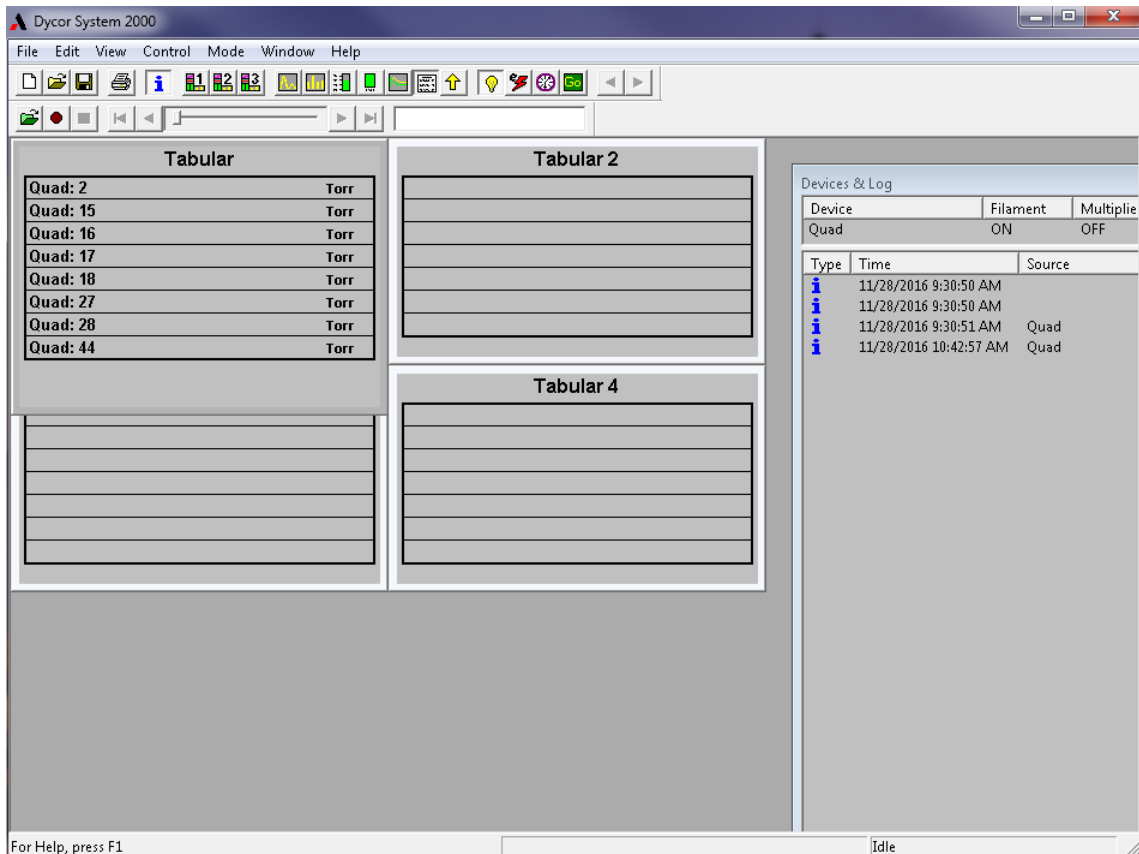 Dycor System 2000
File Edit View Control Mode Window Help
1 2 3 Go
Tabular
Quad: 2 Torr
Quad: 15 Torr
Quad: 16 Torr
Quad: 17 Torr
Quad: 18 Torr
Quad: 27 Torr
Quad: 28 Torr
Quad: 44 Torr
Tabular 2
Tabular 4
Devices & Log
Device Filament Multiplie
Quad ON OFF
Type Time Source
i 11/28/2016 9:30:50 AM
i 11/28/2016 9:30:50 AM
i 11/28/2016 9:30:51 AM Quad
i 11/28/2016 10:42:57 AM Quad
For Help, press F1 Idle